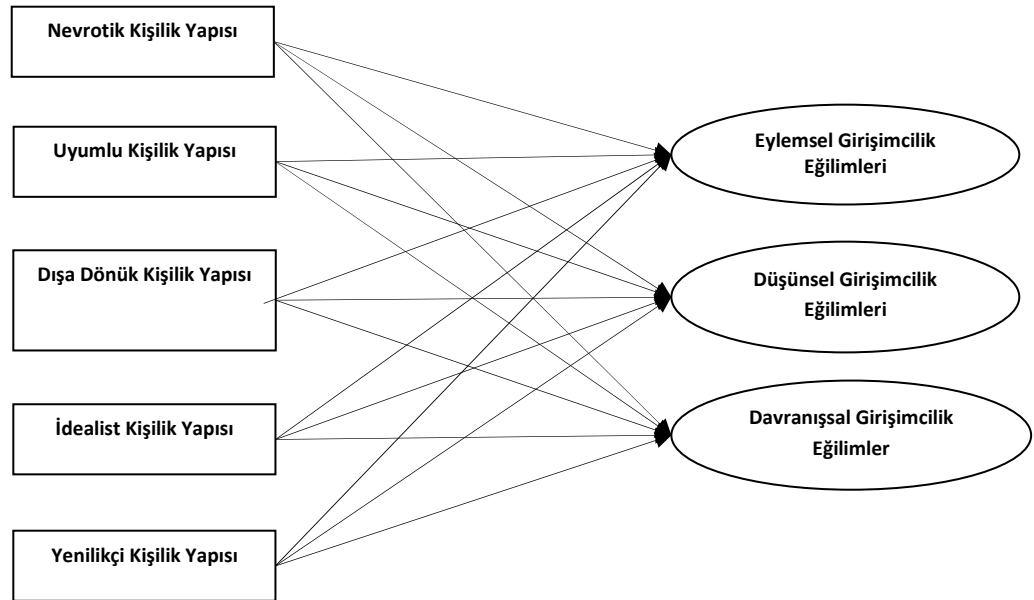 Nevrotik Kişilik Yapısı
Uyumlu Kişilik Yapısı
Dışa Dönük Kişilik Yapısı
İdealist Kişilik Yapısı
Yenilikçi Kişilik Yapısı
Eylemsel Girişimcilik
Eğilimleri
Düşünsel Girişimcilik
Eğilimleri
Davranışsal Girişimcilik
Eğilimler